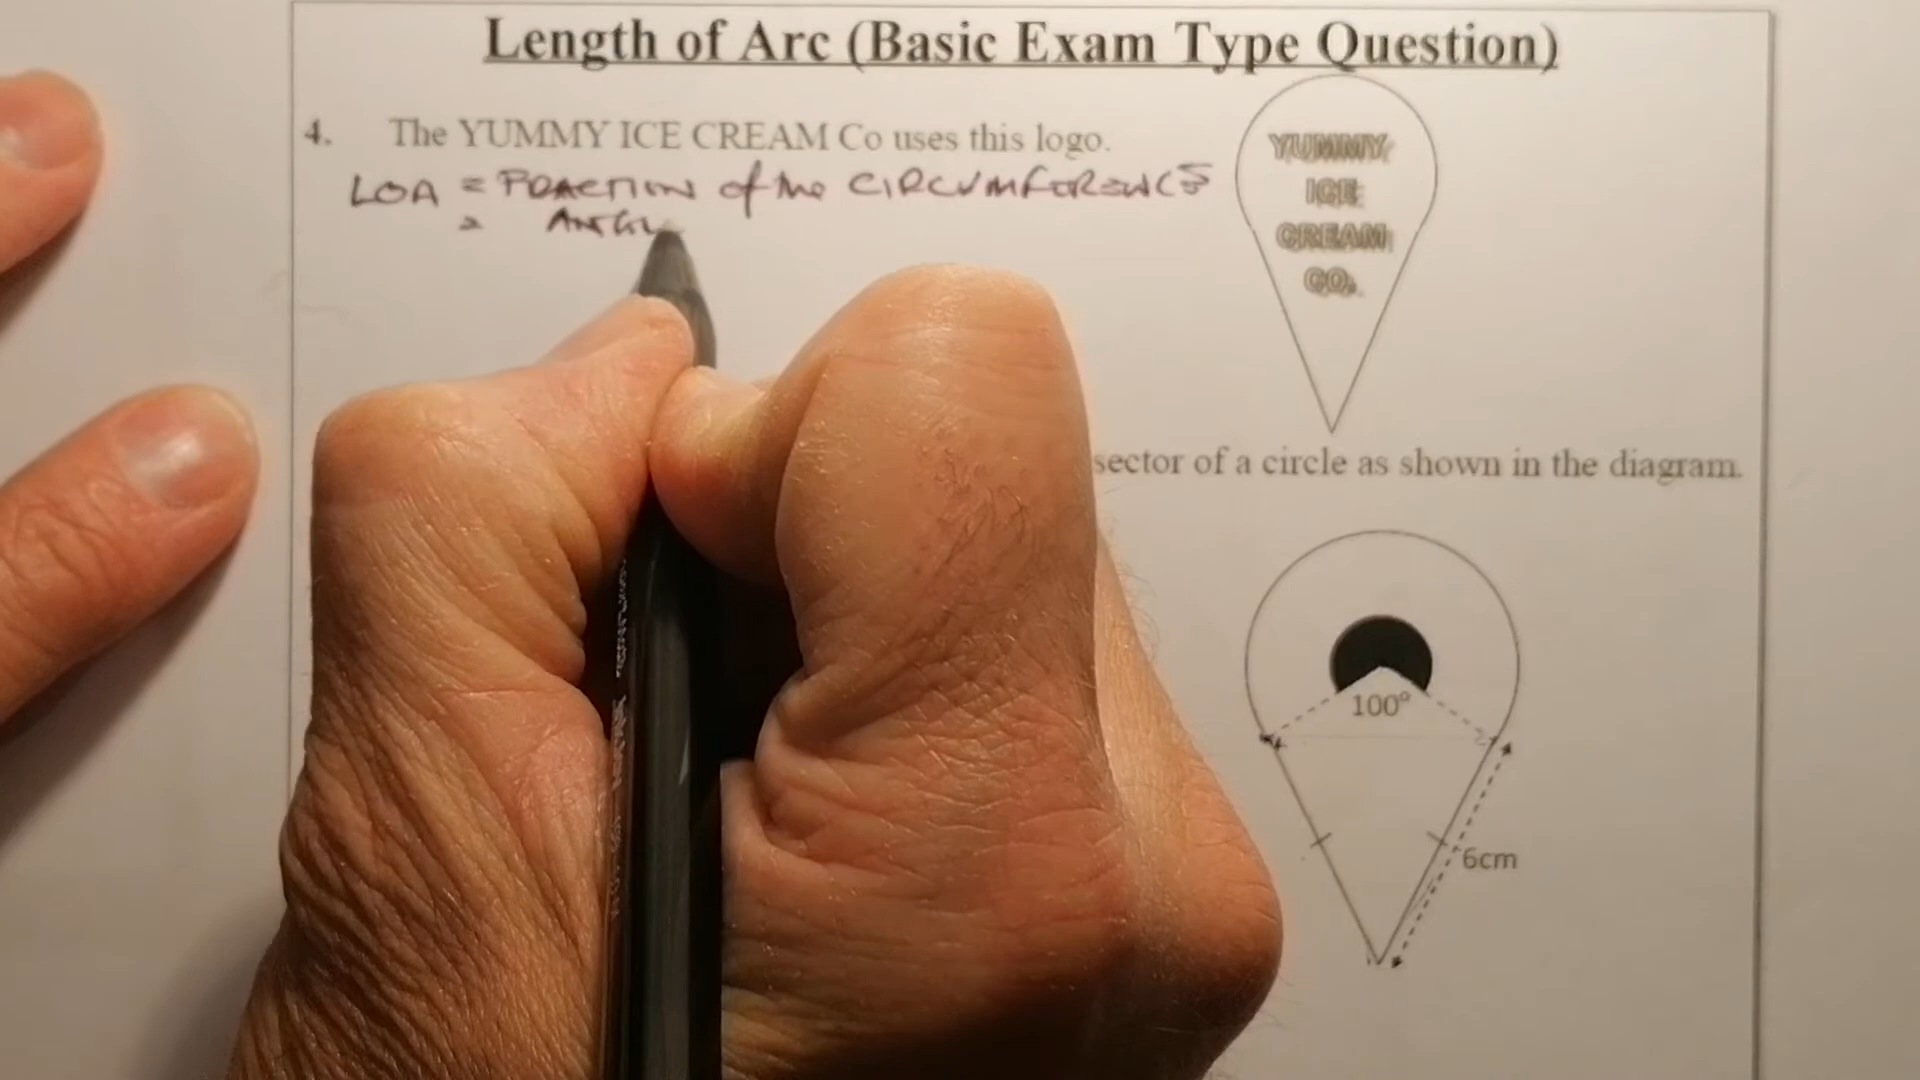 Length of Arc (Basic Exam Type Question)
4. The YUMMY ICE CREAM Co uses this logo.
LOA = FRACTION of the CIRCUMFERENCE
= ANGL
YUMMY
ICE
CREAM
CO.
sector of a circle as shown in the diagram.
100°
6cm